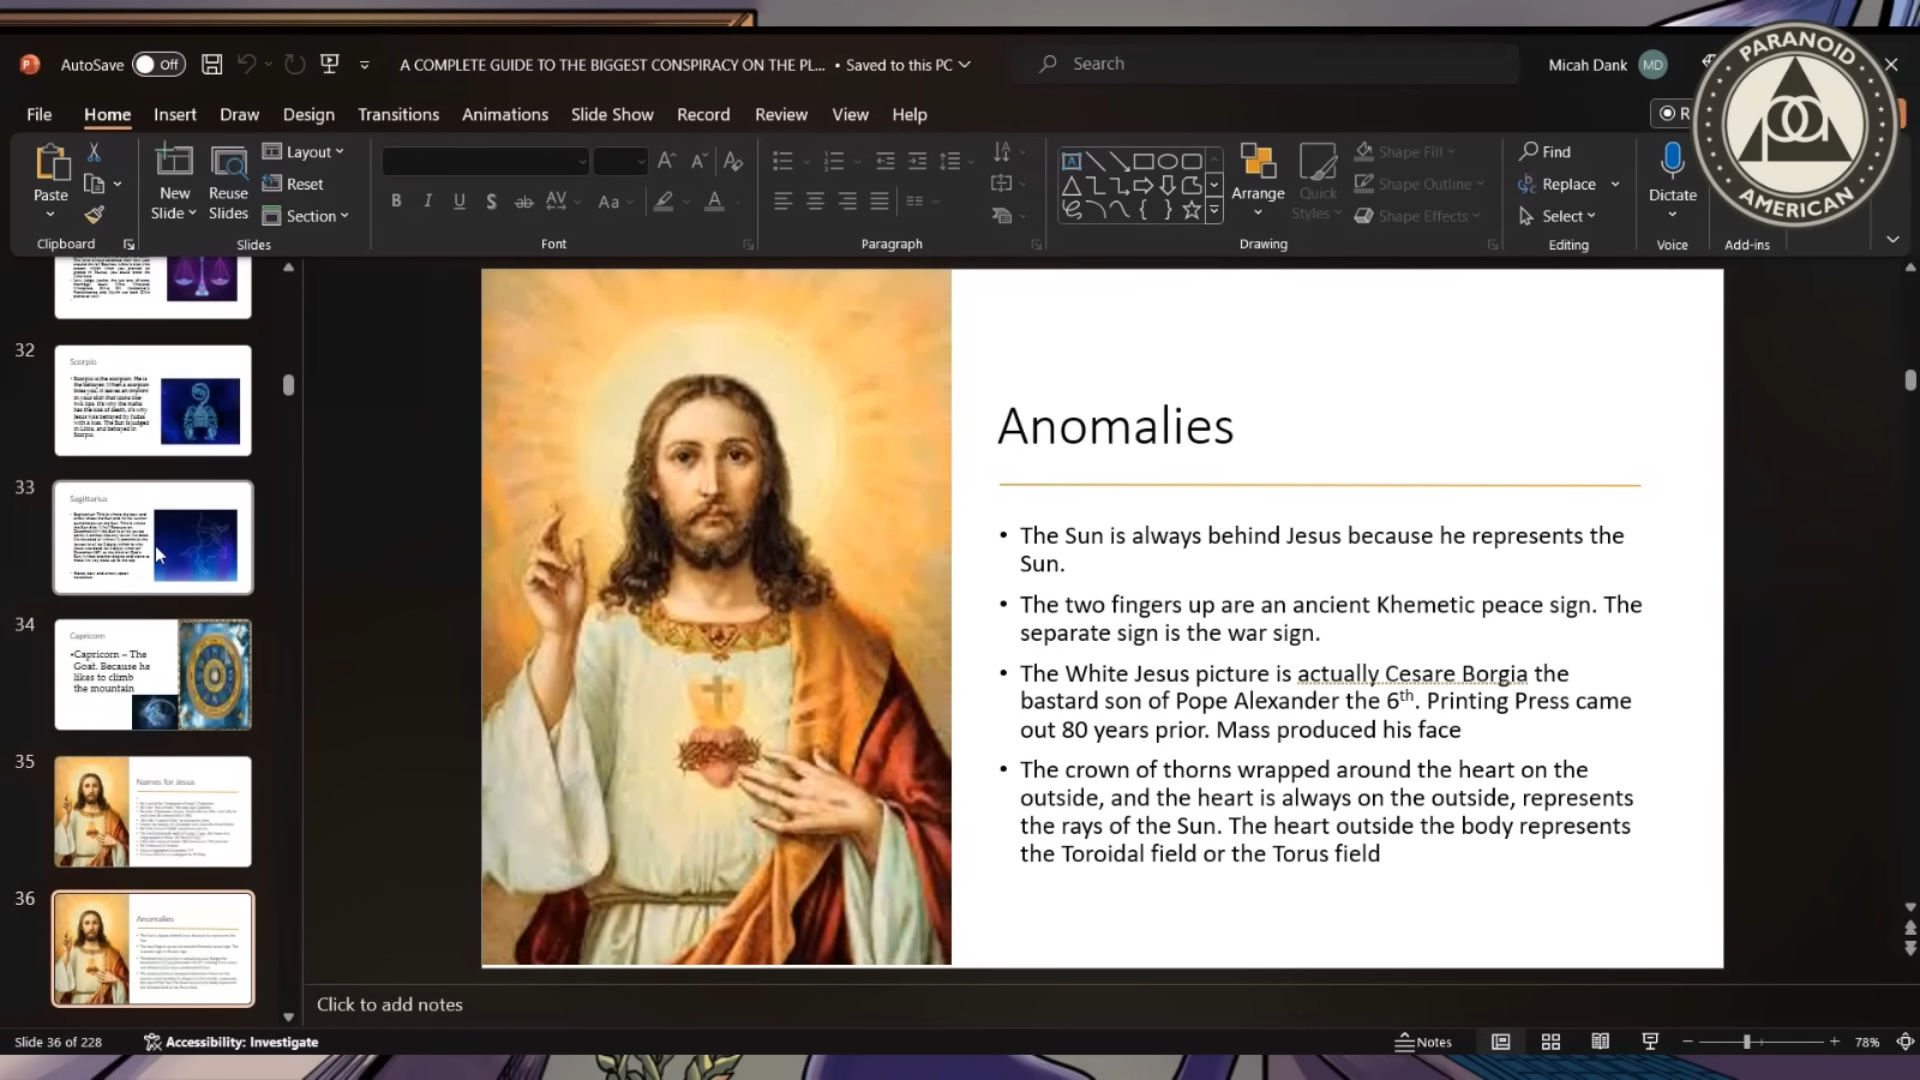 AutoSave Off
A COMPLETE GUIDE TO THE BIGGEST CONSPIRACY ON THE PL... • Saved to this PC
Search
Micah Dank MD
PARANOID
AMERICAN
File Home Insert Draw Design Transitions Animations Slide Show Record Review View Help
Paste
New
Slide
Reuse
Slides
Layout
Reset
Section
B I U S ab AV Aa A
Arrange
Quick
Styles
Shape Fill
Shape Outline
Shape Effects
Find
Replace
Select
Dictate
Clipboard Slides Font Paragraph Drawing Editing Voice Add-ins
32
Scorpio
33
Sagittarius
34
Capricorn
•Capricorn – The
Goat. Because he
likes to climb
the mountain
35
Names for Jesus
36
Anomalies
Anomalies
• The Sun is always behind Jesus because he represents the
Sun.
• The two fingers up are an ancient Khemetic peace sign. The
separate sign is the war sign.
• The White Jesus picture is actually Cesare Borgia the
bastard son of Pope Alexander the 6th. Printing Press came
out 80 years prior. Mass produced his face
• The crown of thorns wrapped around the heart on the
outside, and the heart is always on the outside, represents
the rays of the Sun. The heart outside the body represents
the Toroidal field or the Torus field
Click to add notes
Slide 36 of 228
Accessibility: Investigate
Notes
78%